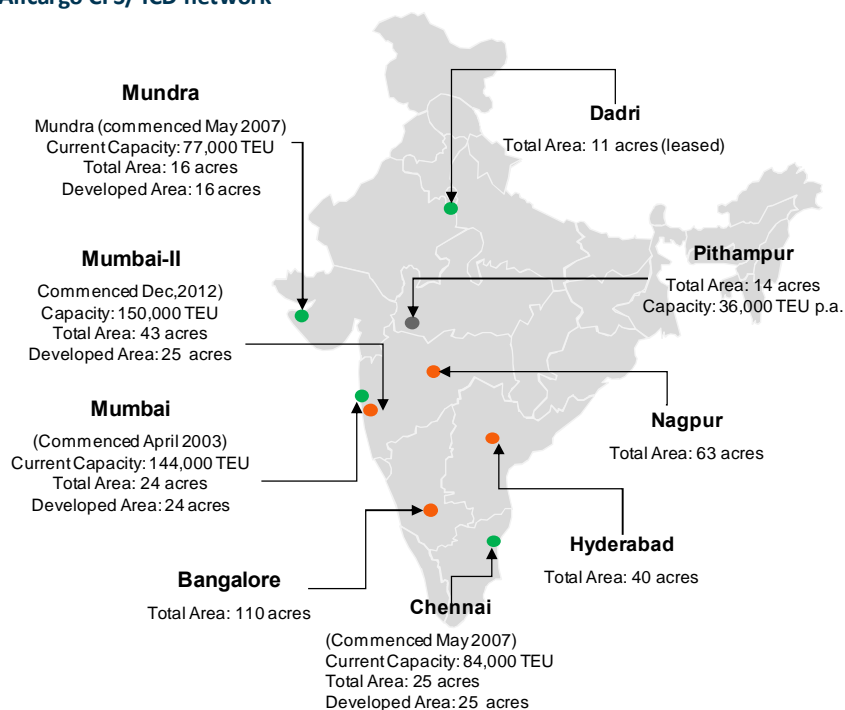 Allcargo CFS/ ICD network
Mundra
Mundra (commenced May 2007)
Current Capacity: 77,000 TEU
Total Area: 16 acres
Developed Area: 16 acres
Dadri
Total Area: 11 acres (leased)
Mumbai-II
Commenced Dec,2012)
Capacity: 150,000 TEU
Total Area: 43 acres
Developed Area: 25 acres
Pithampur
Total Area: 14 acres
Capacity: 36,000 TEU p.a.
Mumbai
(Commenced April 2003)
Current Capacity: 144,000 TEU
Total Area: 24 acres
Developed Area: 24 acres
Nagpur
Total Area: 63 acres
Hyderabad
Total Area: 40 acres
Bangalore
Total Area: 110 acres
Chennai
(Commenced May 2007)
Current Capacity: 84,000 TEU
Total Area: 25 acres
Developed Area: 25 acres